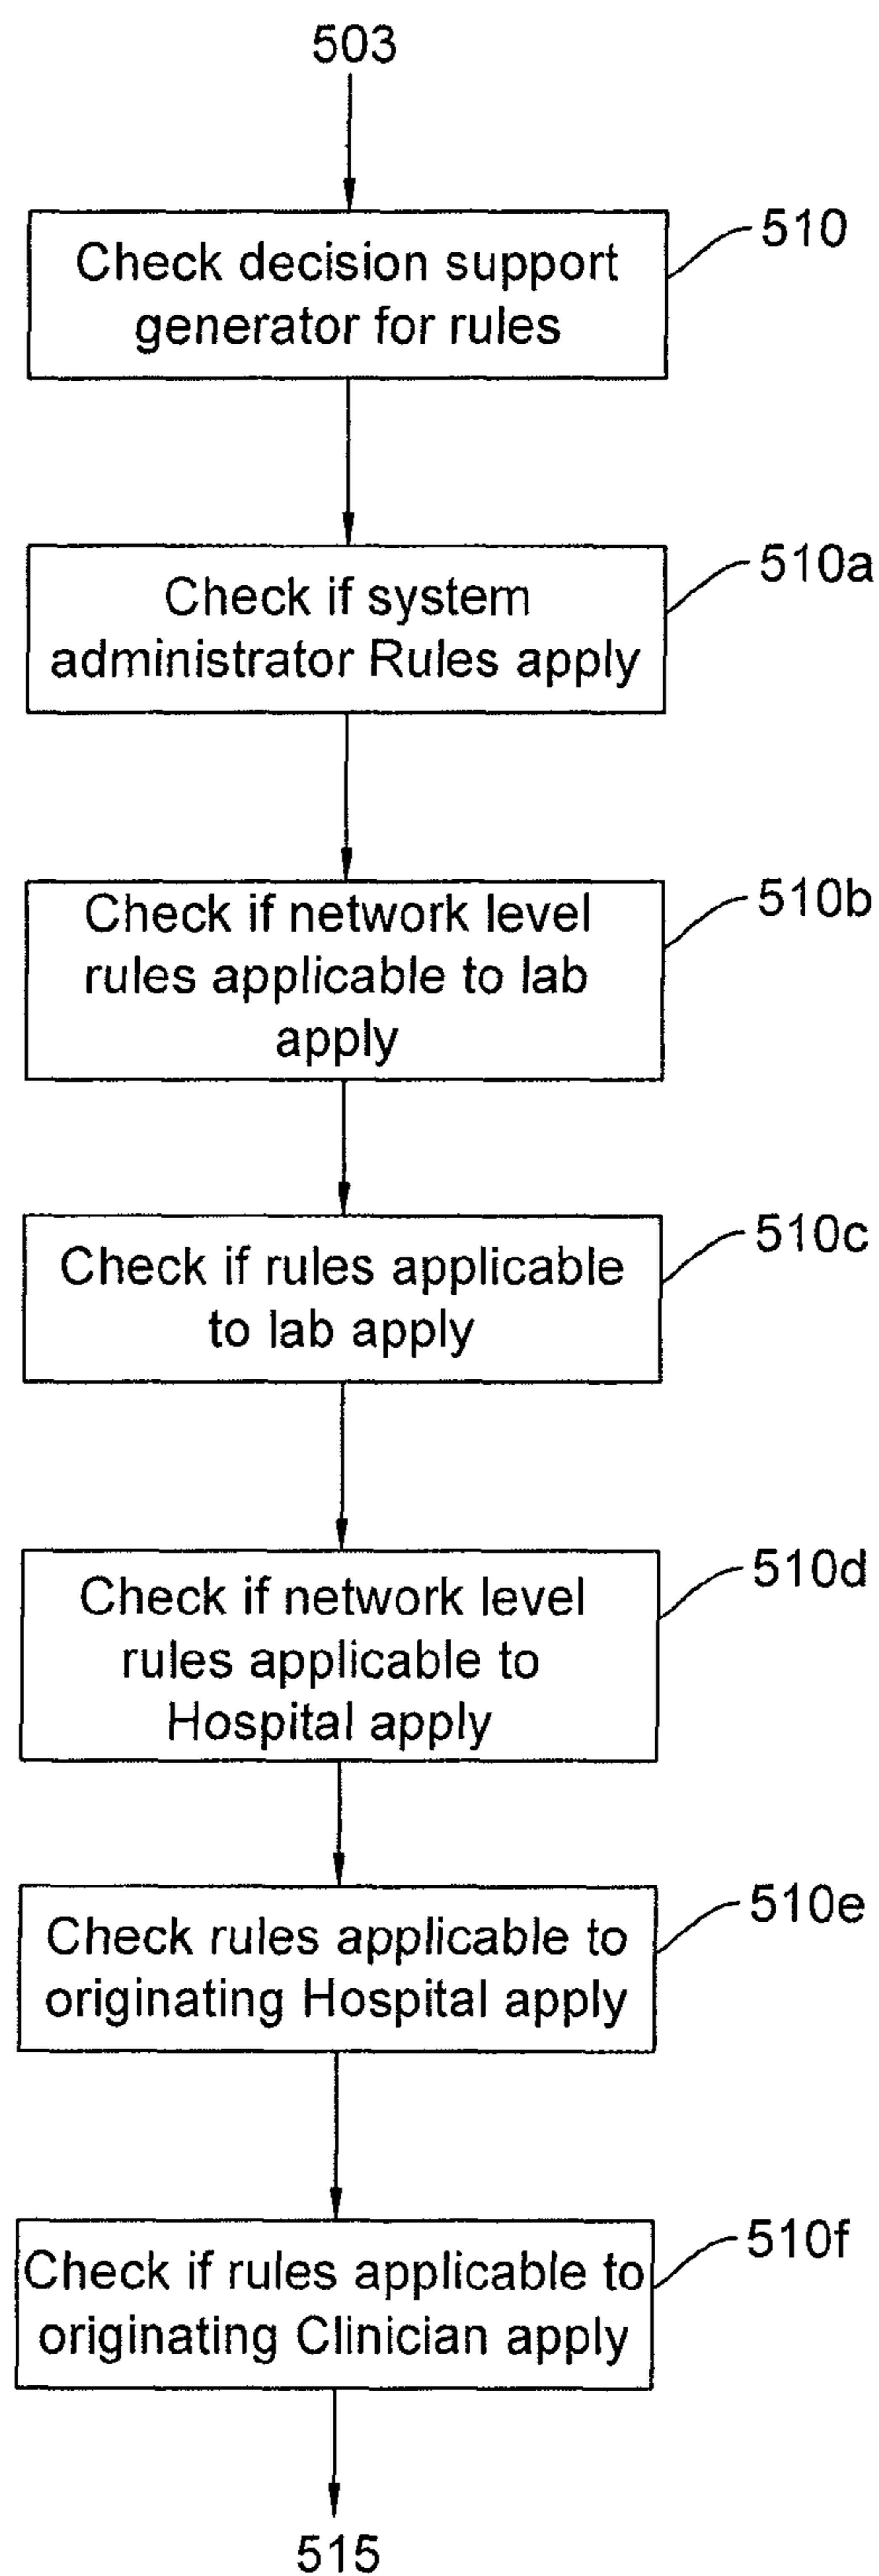 503
510
Check decision support
generator for rules
510a
Check if system
administrator Rules apply
510b
Check if network level
rules applicable to lab
apply
510c
Check if rules applicable
to lab apply
510d
Check if network level
rules applicable to
Hospital apply
510e
Check rules applicable to
originating Hospital apply
510f
Check if rules applicable to
originating Clinician apply
515